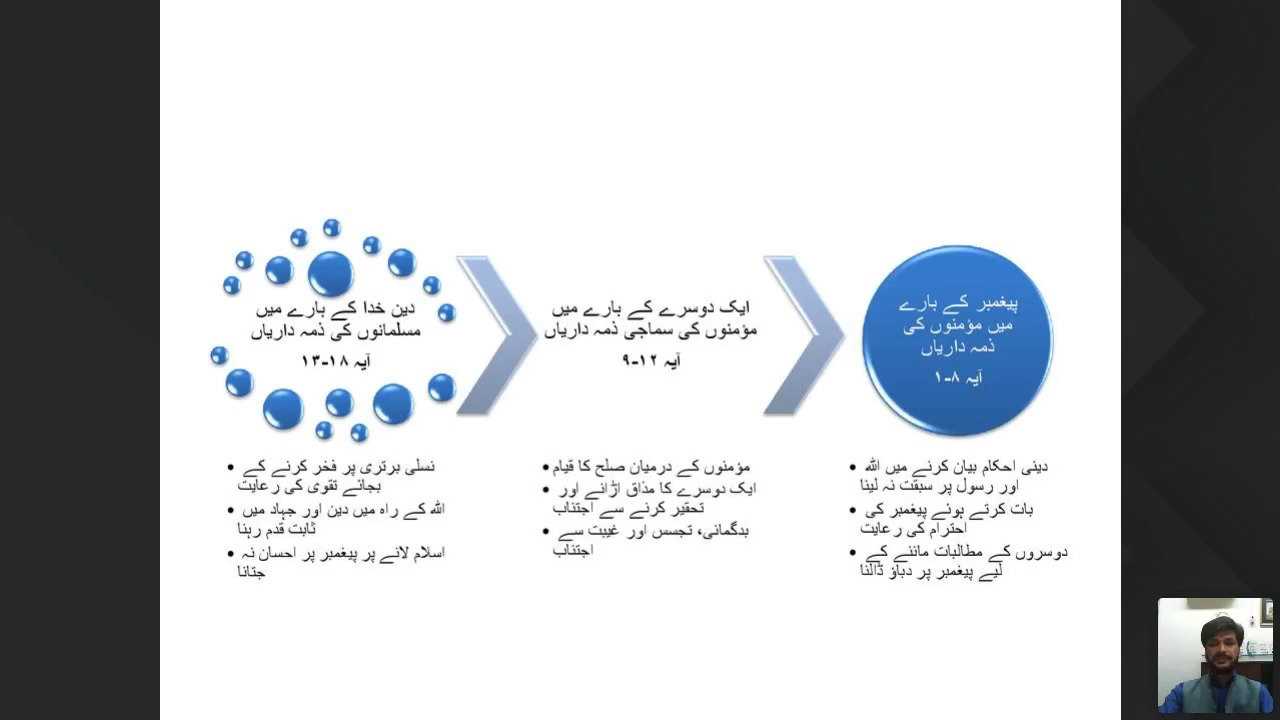 پیغمبر کے بارے
میں مؤمنوں کی
ذمہ داریاں
آیہ ۸-۱
دینی احکام بیان کرنے میں اللہ
اور رسول پر سبقت نہ لینا
بات کرتے ہوئے پیغمبر کی
احترام کی رعایت
دوسروں کے مطالبات ماننے کے
لیے پیغمبر پر دباؤ ڈالنا
ایک دوسرے کے بارے میں
مؤمنوں کی سماجی ذمہ داریاں
آیہ ۱۲-۹
مؤمنوں کے درمیان صلح کا قیام
ایک دوسرے کا مذاق اڑانے اور
تحقیر کرنے سے اجتناب
بدگمانی، تجسس اور غیبت سے
اجتناب
دین خدا کے بارے میں
مسلمانوں کی ذمہ داریاں
آیہ ۱۸-۱۳
نسلی برتری پر فخر کرنے کے
بجائے تقوی کی رعایت
اللہ کے راہ میں دین اور جہاد میں
ثابت قدم رہنا
اسلام لانے پر پیغمبر پر احسان نہ
جتانا